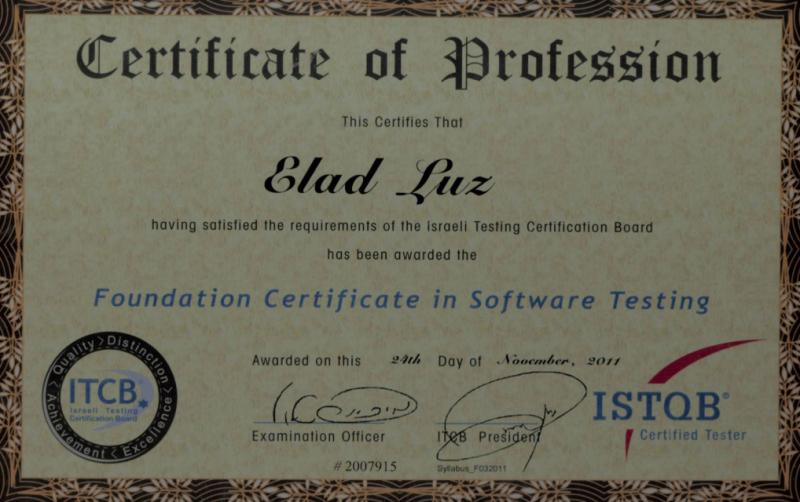 Certificate of Profession
This Certifies That
Elad Luz
having satisfied the requirements of the Israeli Testing Certification Board
has been awarded the
Foundation Certificate in Software Testing
Awarded on this 24th Day of November, 2011
Quality > Distinction > Excellence > Achievement >
ITCB
Israeli Testing
Certification Board
Examination Officer
ITCB President
ISTQB®
Certified Tester
#2007915
Syllabus_F032011